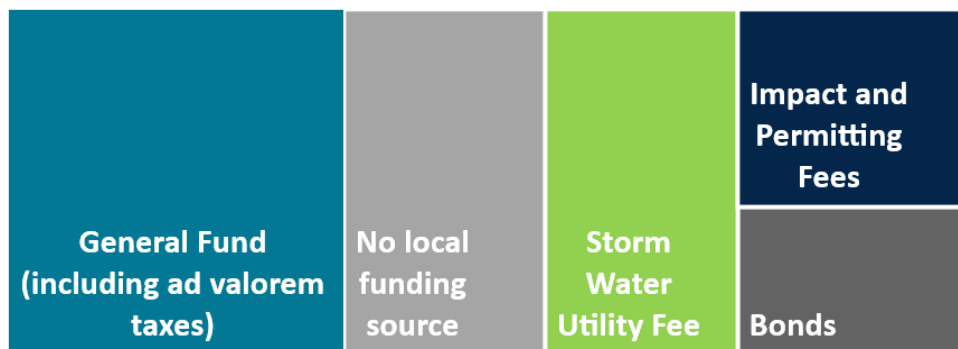 General Fund
(including ad valorem
taxes)
No local
funding
source
Storm
Water
Utility Fee
Impact and
Permitting
Fees
Bonds